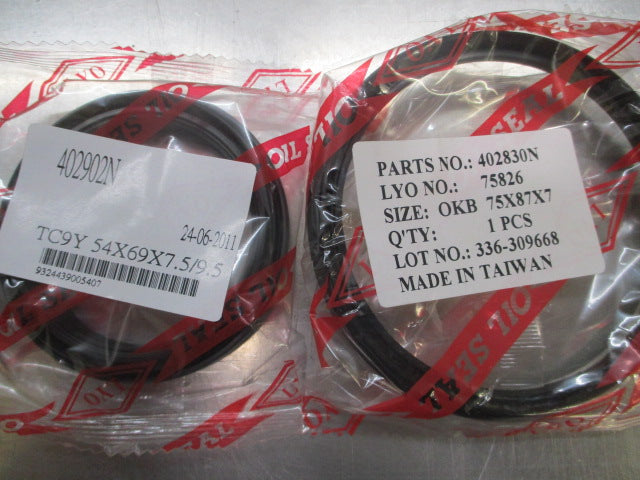 402902N
24-06-2011
TC9Y 54X69X7.5/9.5
9324439005407
PARTS NO.: 402830N
LYO NO.: 75826
SIZE: OKB 75X87X7
Q'TY: 1 PCS
LOT NO.: 336-309668
MADE IN TAIWAN
OIL SEAL
OIL SEAL
LYO